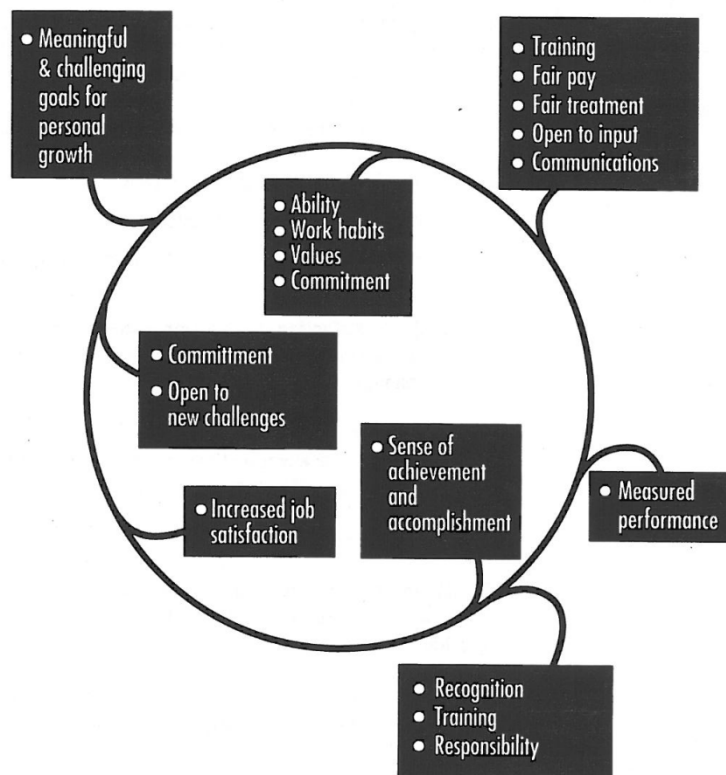 • Meaningful
& challenging
goals for
personal
growth
• Training
• Fair pay
• Fair treatment
• Open to input
• Communications
• Ability
• Work habits
• Values
• Commitment
• Committment
• Open to
new challenges
• Sense of
achievement
and
accomplishment
• Increased job
satisfaction
• Measured
performance
• Recognition
• Training
• Responsibility